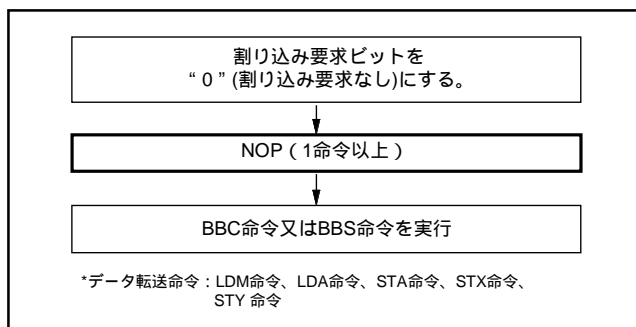 割り込み要求ビットを
“ 0 ” (割り込み要求なし)にする。
NOP ( 1命令以上 )
BBC命令又はBBS命令を実行
*データ転送命令：LDM命令、LDA命令、STA命令、STX命令、
STY 命令